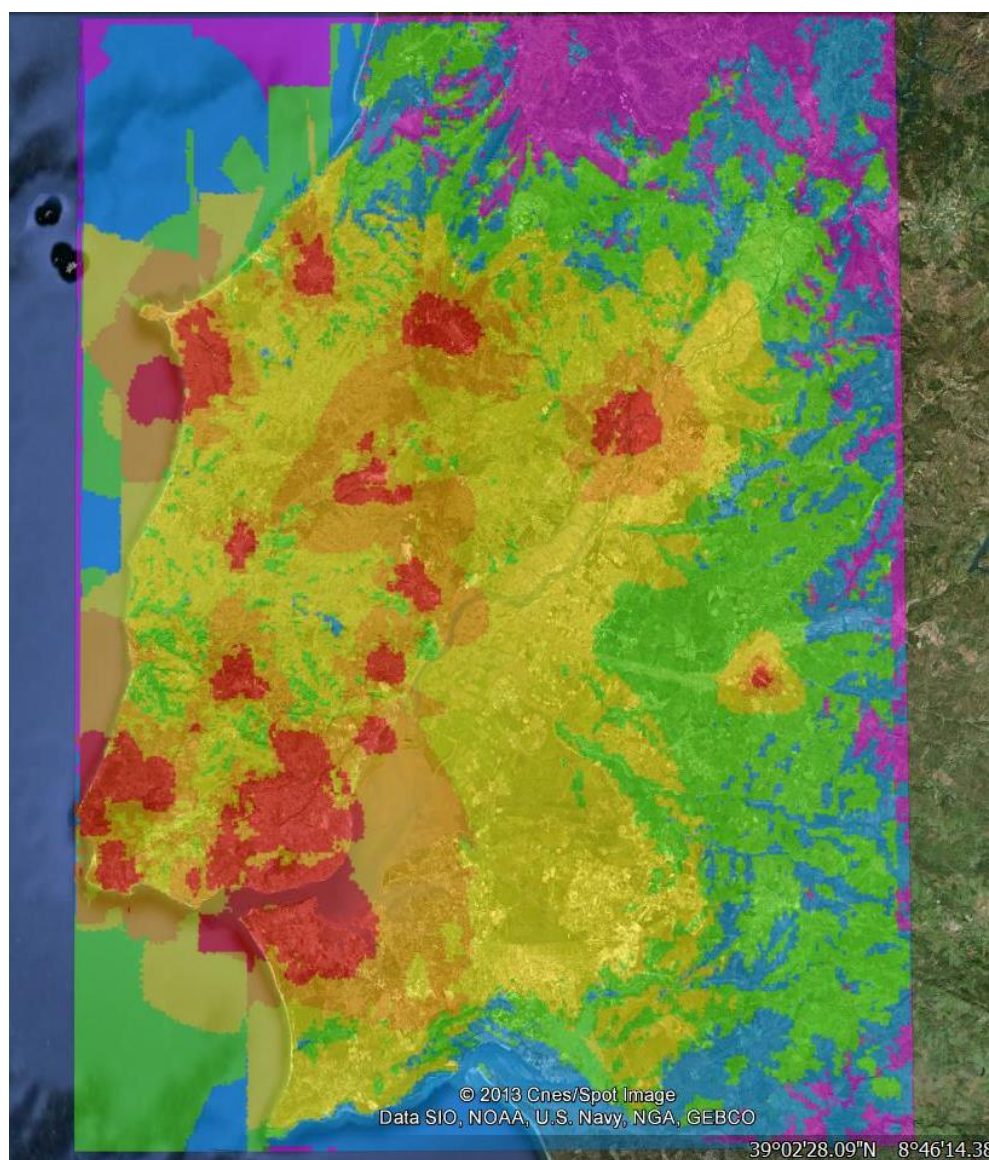 © 2013 Cnes/Spot Image
Data SIO, NOAA, U.S. Navy, NGA, GEBCO
39°02'28.09"N 8°46'14.38